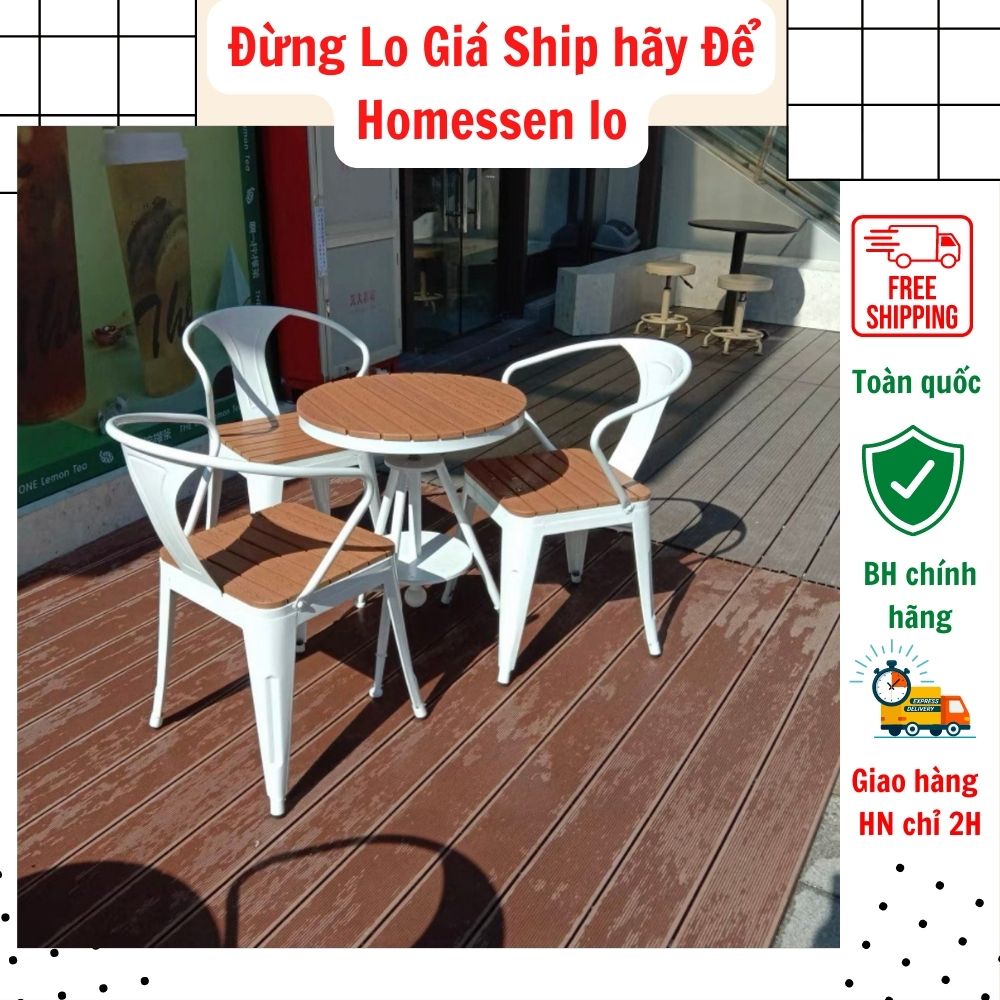 Đừng Lo Giá Ship hãy Để
Homessen lo
FREE
SHIPPING
Toàn quốc
BH chính
hãng
EXPRESS
DELIVERY
Giao hàng
HN chỉ 2H
ONE Lemon Tea